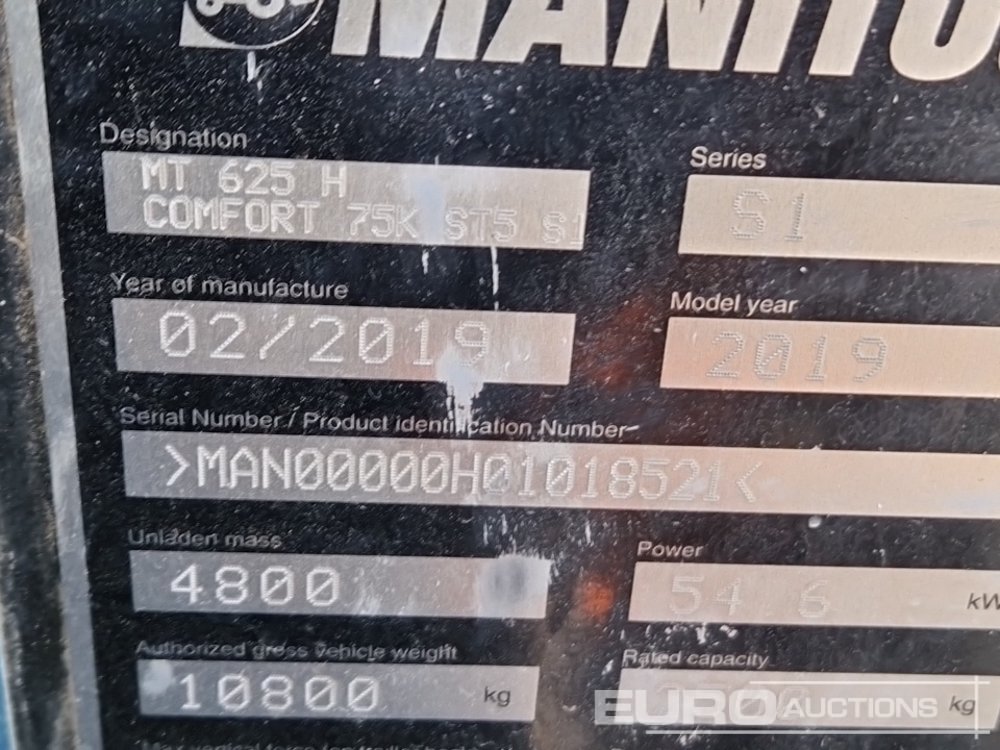 MANITOU
Designation
MT 625 H
COMFORT 75K ST5 S1
Series
S1
Year of manufacture
02/2019
Model year
2019
Serial Number / Product identification Number
>MAN00000H01018521<
Unladen mass
4800
Power
54 6 kW
Authorized gross vehicle weight
10800 kg
Rated capacity
kg
EURO AUCTIONS